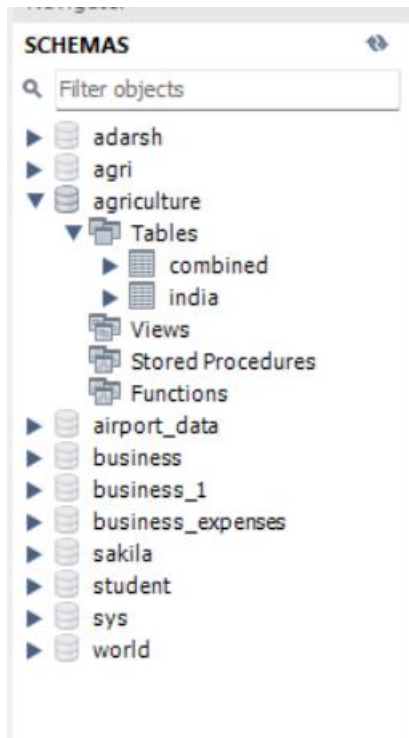 SCHEMAS
Filter objects
adarsh
agri
agriculture
Tables
combined
india
Views
Stored Procedures
Functions
airport_data
business
business_1
business_expenses
sakila
student
sys
world